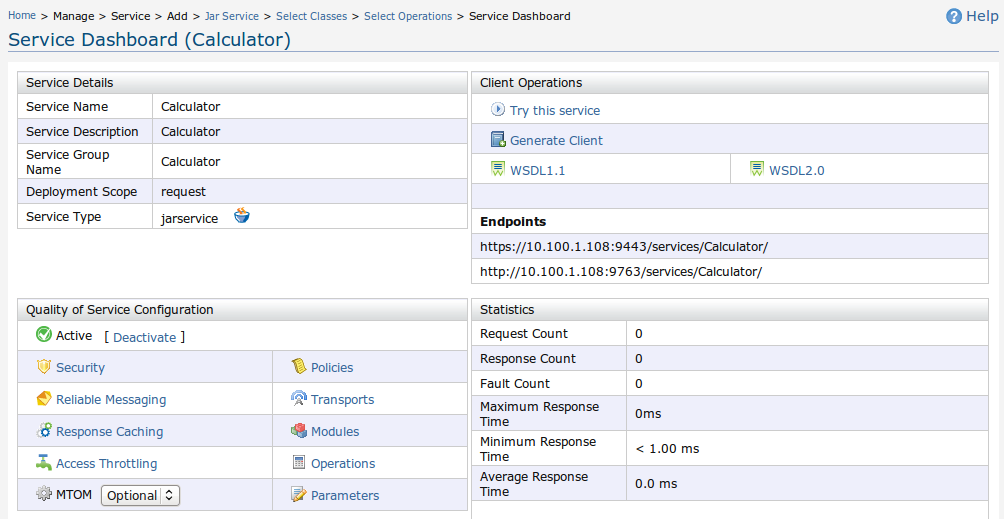 Home > Manage > Service > Add > Jar Service > Select Classes > Select Operations > Service Dashboard
Help
Service Dashboard (Calculator)
Service Details
Service Name Calculator
Service Description Calculator
Service Group
Name
Calculator
Deployment Scope request
Service Type jarservice
Client Operations
Try this service
Generate Client
WSDL1.1 WSDL2.0
Endpoints
https://10.100.1.108:9443/services/Calculator/
http://10.100.1.108:9763/services/Calculator/
Quality of Service Configuration
Active [ Deactivate ]
Security Policies
Reliable Messaging Transports
Response Caching Modules
Access Throttling Operations
MTOM Optional Parameters
Statistics
Request Count 0
Response Count 0
Fault Count 0
Maximum Response
Time
0ms
Minimum Response
Time
< 1.00 ms
Average Response
Time
0.0 ms